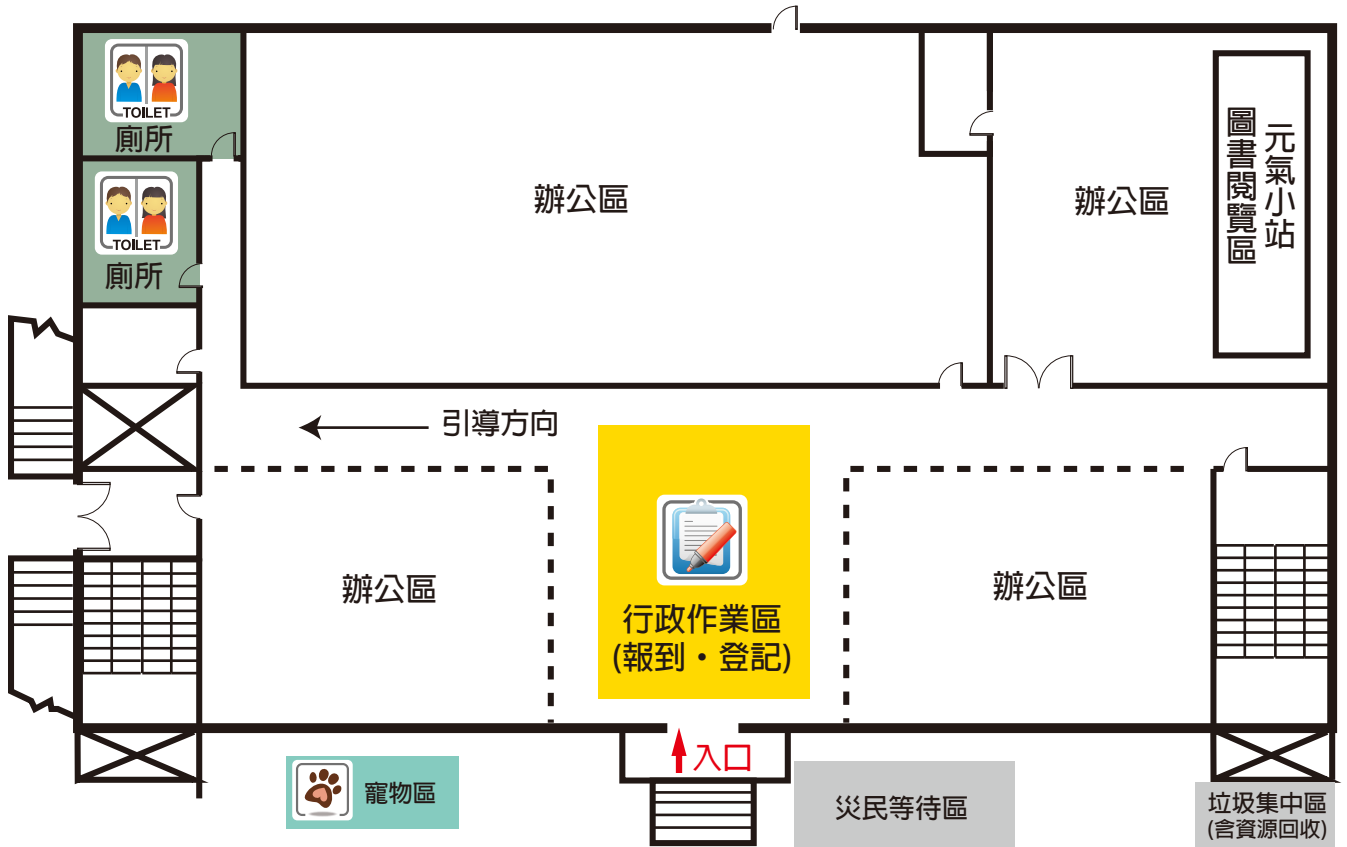 TOILET
廁所
TOILET
廁所
辦公區
辦公區
元氣小站
圖書閱覽區
引導方向
辦公區
行政作業區
(報到・登記)
辦公區
入口
寵物區
災民等待區
垃圾集中區
(含資源回收)